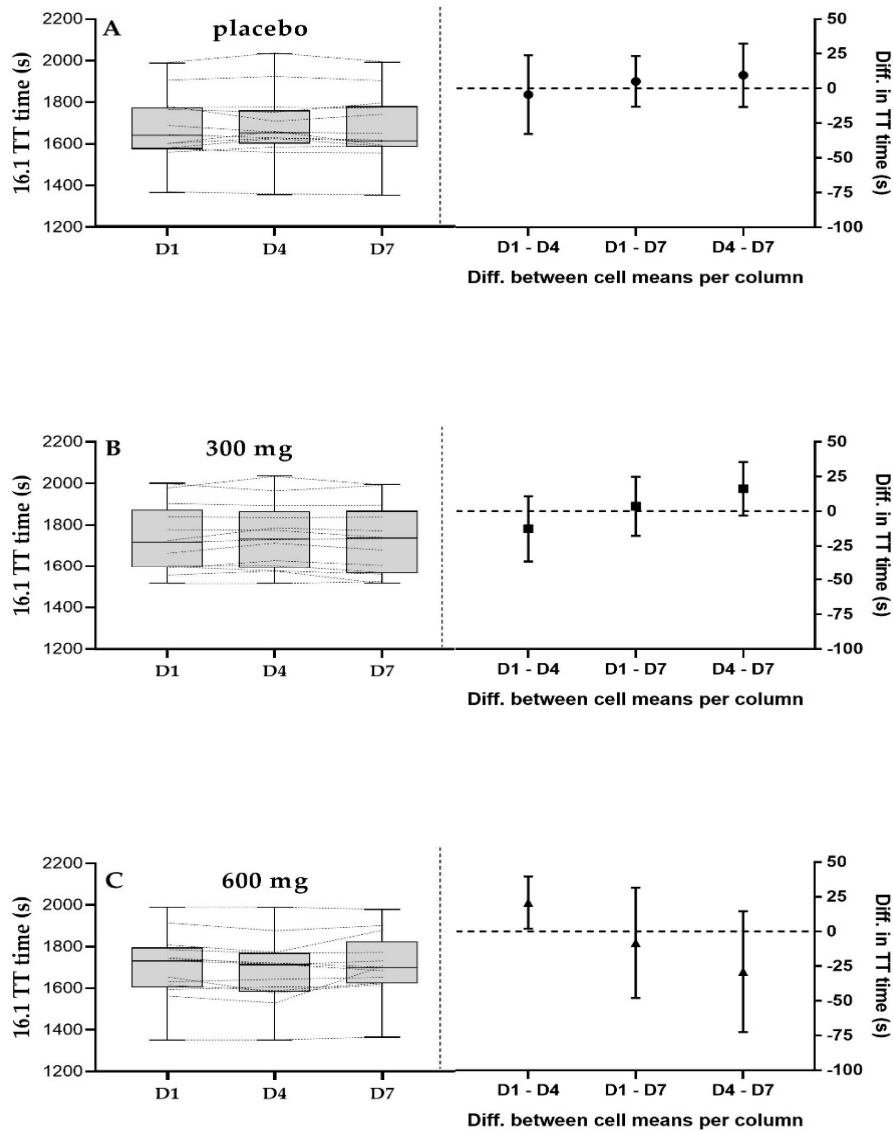 A placebo
16.1 TT time (s)
2200
2000
1800
1600
1400
1200
D1 D4 D7
50
25
0
-25
-50
-75
-100
Diff. in TT time (s)
D1 - D4 D1 - D7 D4 - D7
Diff. between cell means per column
B 300 mg
16.1 TT time (s)
2200
2000
1800
1600
1400
1200
D1 D4 D7
50
25
0
-25
-50
-75
-100
Diff. in TT time (s)
D1 - D4 D1 - D7 D4 - D7
Diff. between cell means per column
C 600 mg
16.1 TT time (s)
2200
2000
1800
1600
1400
1200
D1 D4 D7
50
25
0
-25
-50
-75
-100
Diff. in TT time (s)
D1 - D4 D1 - D7 D4 - D7
Diff. between cell means per column